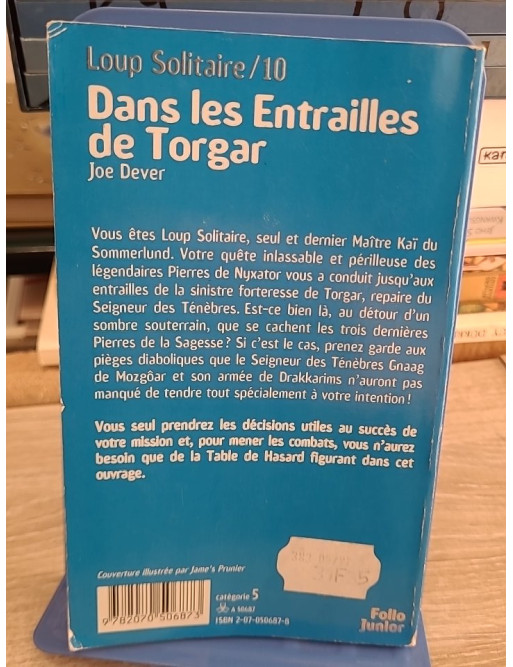 Loup Solitaire/10
Dans les Entrailles
de Torgar
Joe Dever
Kar
Vous êtes Loup Solitaire, seul et dernier Maître Kaï du
Sommerlund. Votre quête inlassable et périlleuse des
légendaires Pierres de Nyxator vous a conduit jusqu'aux
entrailles de la sinistre forteresse de Torgar, repaire du
Seigneur des Ténèbres. Est-ce bien là, au détour d'un
sombre souterrain, que se cachent les trois dernières
Pierres de la Sagesse? Si c'est le cas, prenez garde aux
pièges diaboliques que le Seigneur des Ténèbres Gnaag
de Mozgôar et son armée de Drakkarims n'auront pas
manqué de tendre tout spécialement à votre intention!
Vous seul prendrez les décisions utiles au succès de
votre mission et, pour mener les combats, vous n'aurez
besoin que de la Table de Hasard figurant dans cet
ouvrage.
Couverture illustrée par Jame's Prunier
catégorie 5
A 50687
ISBN 2-07-050687-8
9 782070 506873
F 5
Folio
Junior